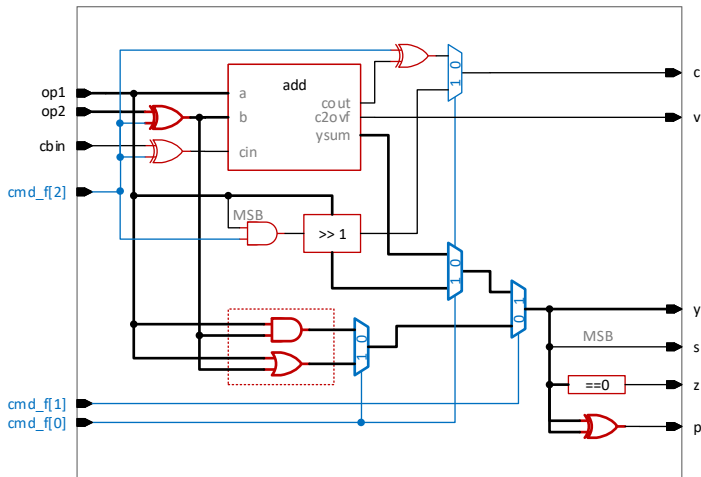 add
c
op1
a
op2
cout
b
c2ovf
v
ysum
cbin
cin
cmd_f[2]
MSB
>> 1
1 0
1 0
0 1
1 0
y
MSB
s
==0
z
cmd_f[1]
cmd_f[0]
p